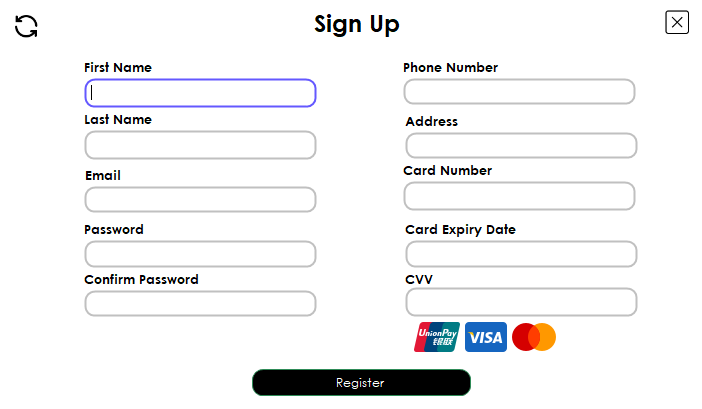 Sign Up
First Name
Last Name
Email
Password
Confirm Password
Phone Number
Address
Card Number
Card Expiry Date
CVV
UnionPay
银联
VISA
Register